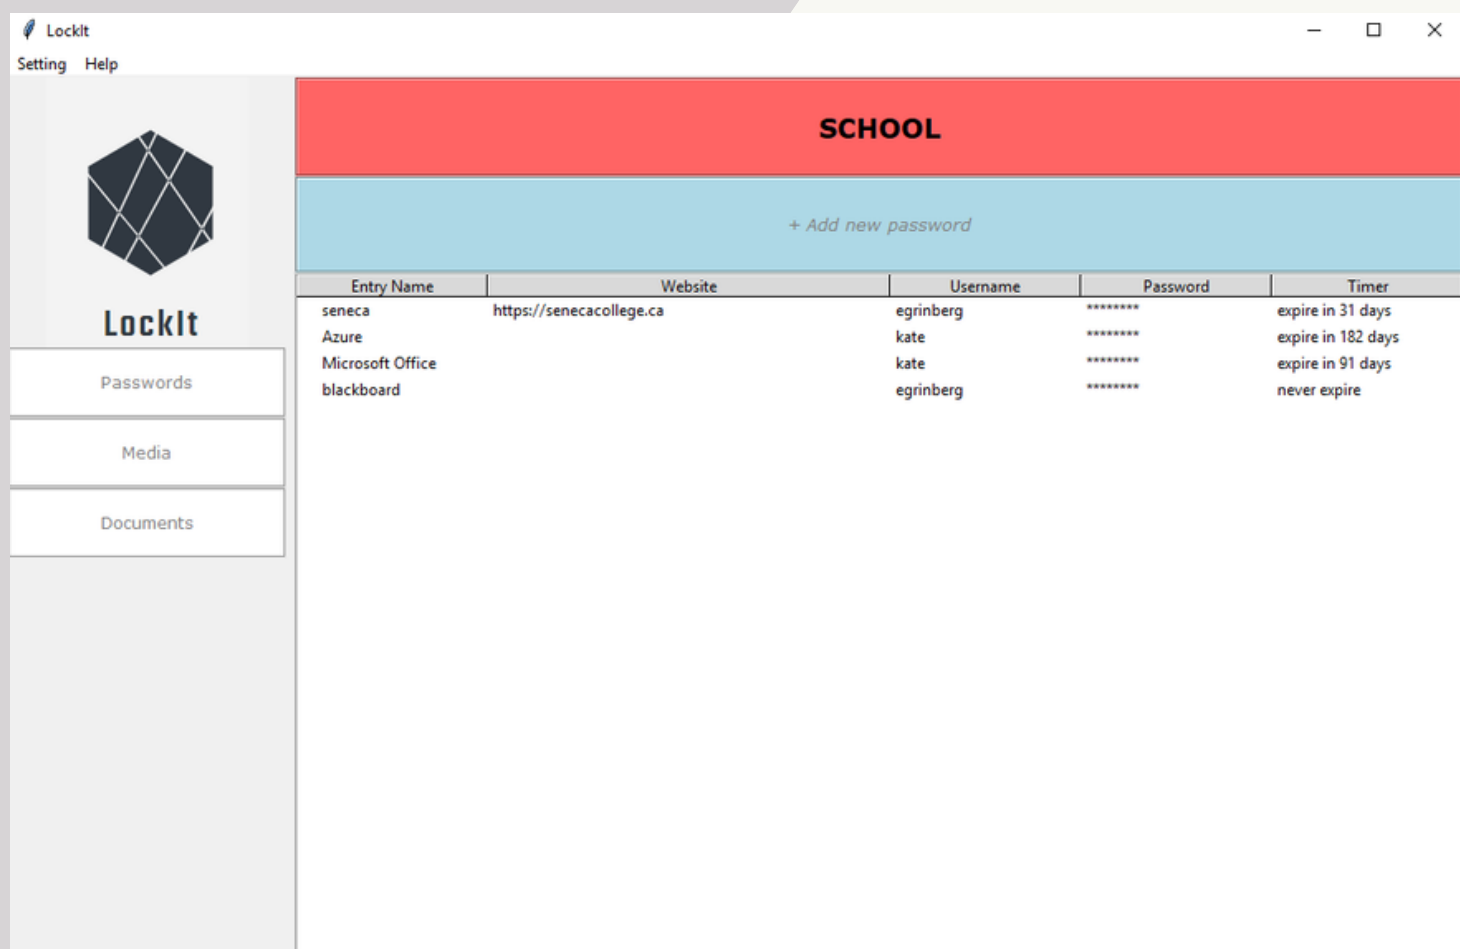 LockIt
Setting Help
SCHOOL
+ Add new password
LockIt
Passwords
Media
Documents
Entry Name Website Username Password Timer
seneca https://senecacollege.ca egrinberg ******** expire in 31 days
Azure kate ******** expire in 182 days
Microsoft Office kate ******** expire in 91 days
blackboard egrinberg ******** never expire